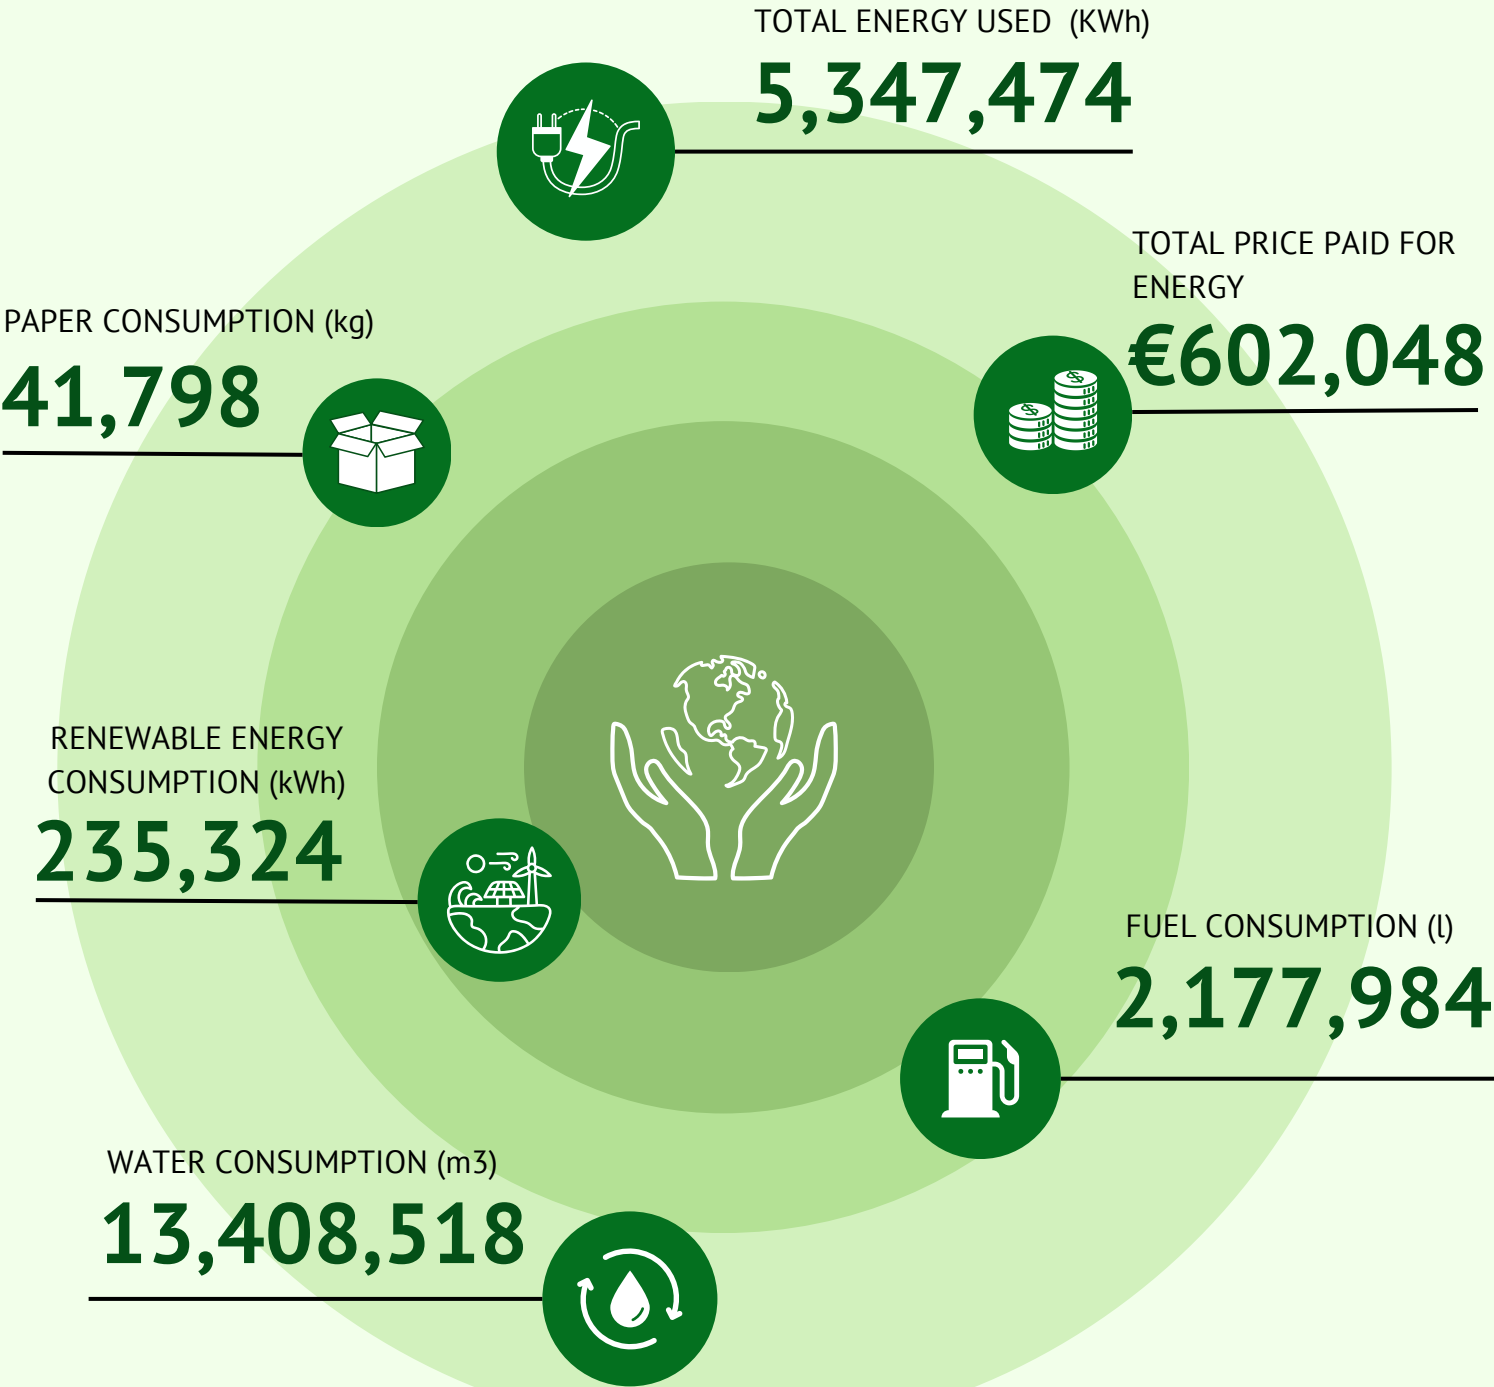 TOTAL ENERGY USED (KWh)
5,347,474
TOTAL PRICE PAID FOR
ENERGY
€602,048
PAPER CONSUMPTION (kg)
41,798
RENEWABLE ENERGY
CONSUMPTION (kWh)
235,324
FUEL CONSUMPTION (l)
2,177,984
WATER CONSUMPTION (m3)
13,408,518